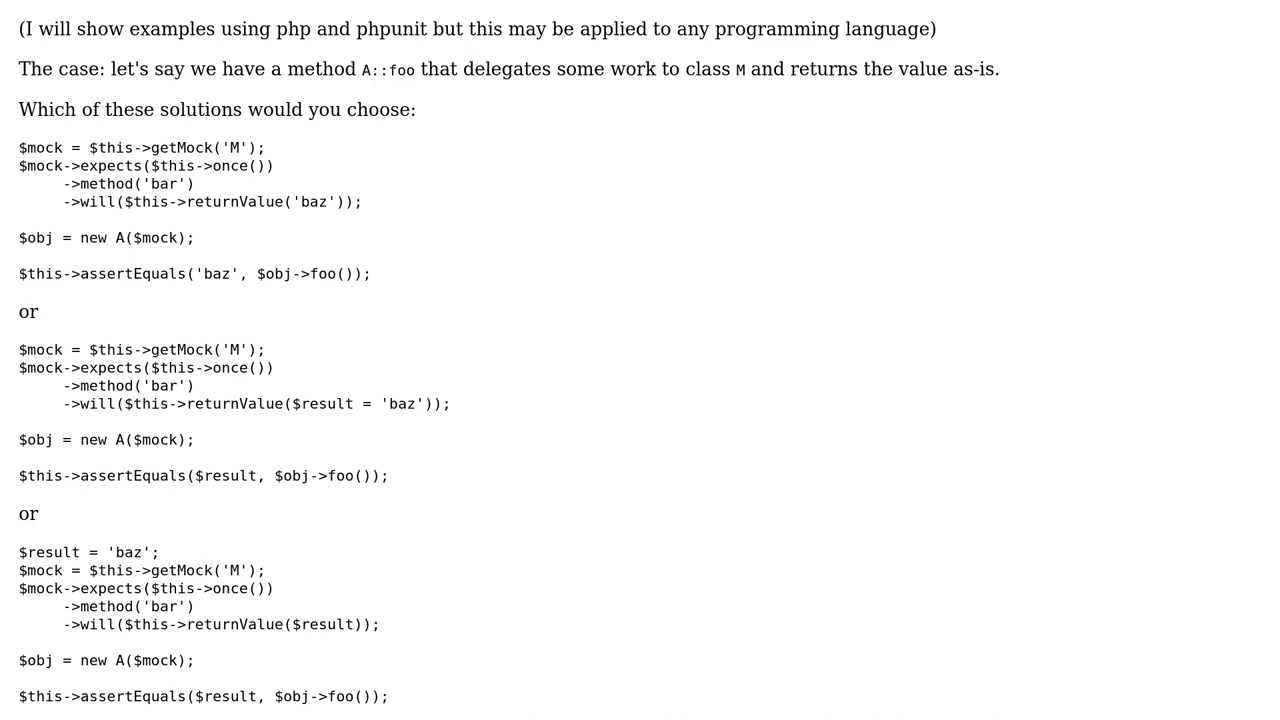 (I will show examples using php and phpunit but this may be applied to any programming language)
The case: let's say we have a method A::foo that delegates some work to class M and returns the value as-is.
Which of these solutions would you choose:
$mock = $this->getMock('M');
$mock->expects($this->once())
     ->method('bar')
     ->will($this->returnValue('baz'));
$obj = new A($mock);
$this->assertEquals('baz', $obj->foo());
or
$mock = $this->getMock('M');
$mock->expects($this->once())
     ->method('bar')
     ->will($this->returnValue($result = 'baz'));
$obj = new A($mock);
$this->assertEquals($result, $obj->foo());
or
$result = 'baz';
$mock = $this->getMock('M');
$mock->expects($this->once())
     ->method('bar')
     ->will($this->returnValue($result));
$obj = new A($mock);
$this->assertEquals($result, $obj->foo());